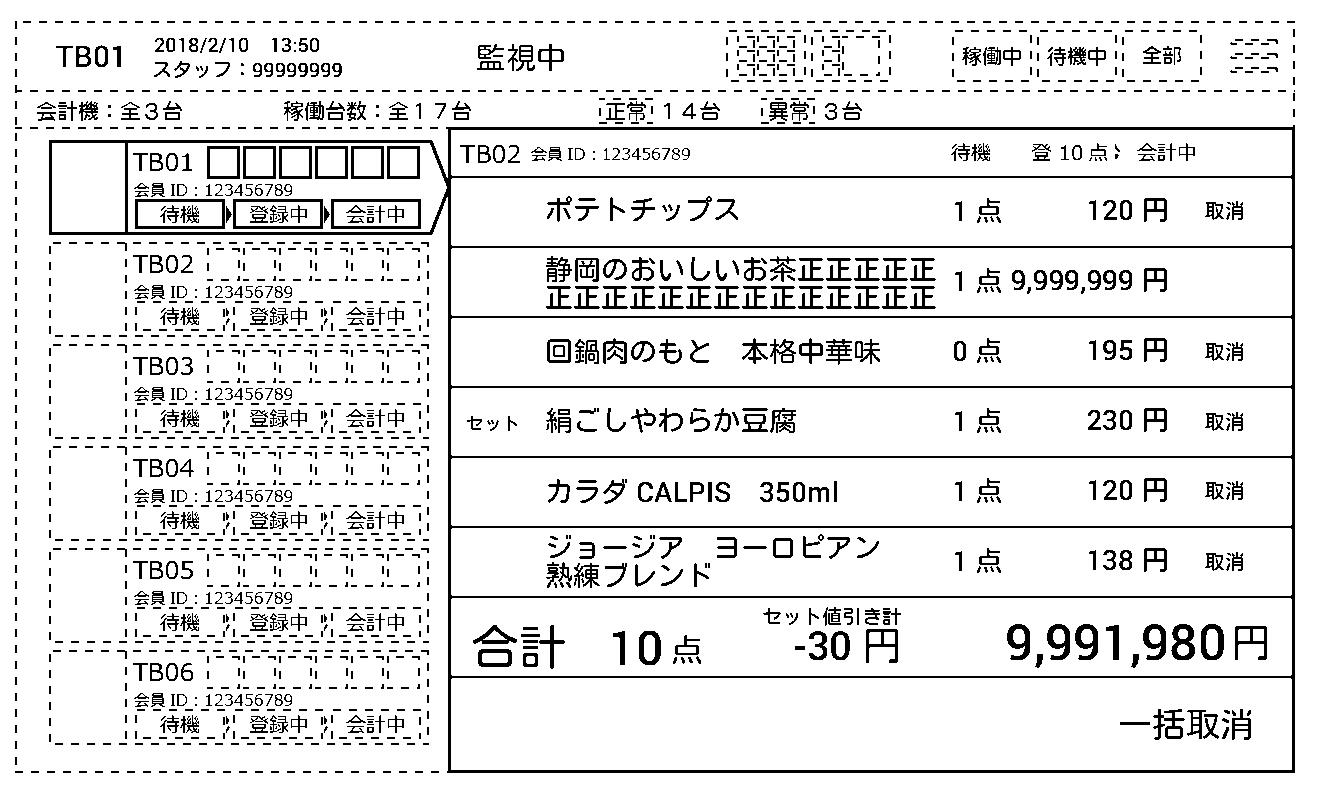 TB01
2018/2/10 13:50
スタッフ：99999999
監視中
稼働中 待機中 全部
会計機：全３台 稼働台数：全１７台 正常 １４台 異常 ３台
TB01
会員 ID：123456789
待機 登録中 会計中
TB02
会員 ID：123456789
待機 登録中 会計中
TB03
会員 ID：123456789
待機 登録中 会計中
TB04
会員 ID：123456789
待機 登録中 会計中
TB05
会員 ID：123456789
待機 登録中 会計中
TB06
会員 ID：123456789
待機 登録中 会計中
TB02 会員 ID：123456789 待機 登 10 点 会計中
ポテトチップス 1 点 120 円 取消
静岡のおいしいお茶正正正正正
正正正正正正正正正正正正正正
1 点 9,999,999 円
回鍋肉のもと　本格中華味 0 点 195 円 取消
セット 絹ごしやわらか豆腐 1 点 230 円 取消
カラダ CALPIS　350ml 1 点 120 円 取消
ジョージア　ヨーロピアン
熟練ブレンド
1 点 138 円 取消
セット値引き計
合計 10 点 -30 円 9,991,980円
一括取消